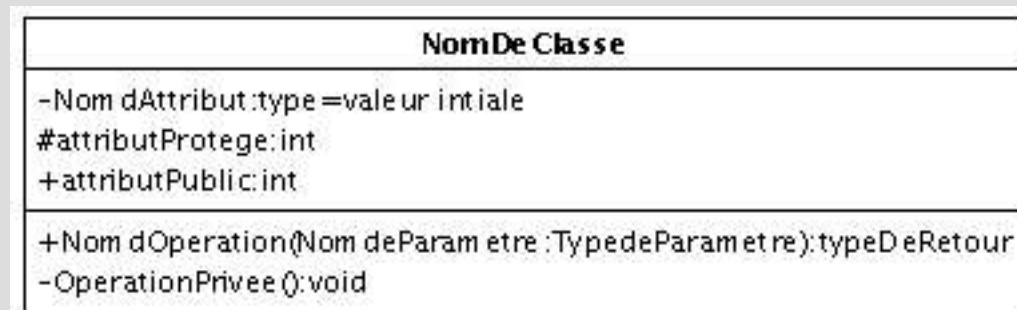 NomDeClasse
-NomdAttribut:type=valeur intiale
#attributProtege:int
+attributPublic:int
+NomdOperation(NomdeParametre:TypedeParametre):typeDeRetour
-OperationPrivee():void